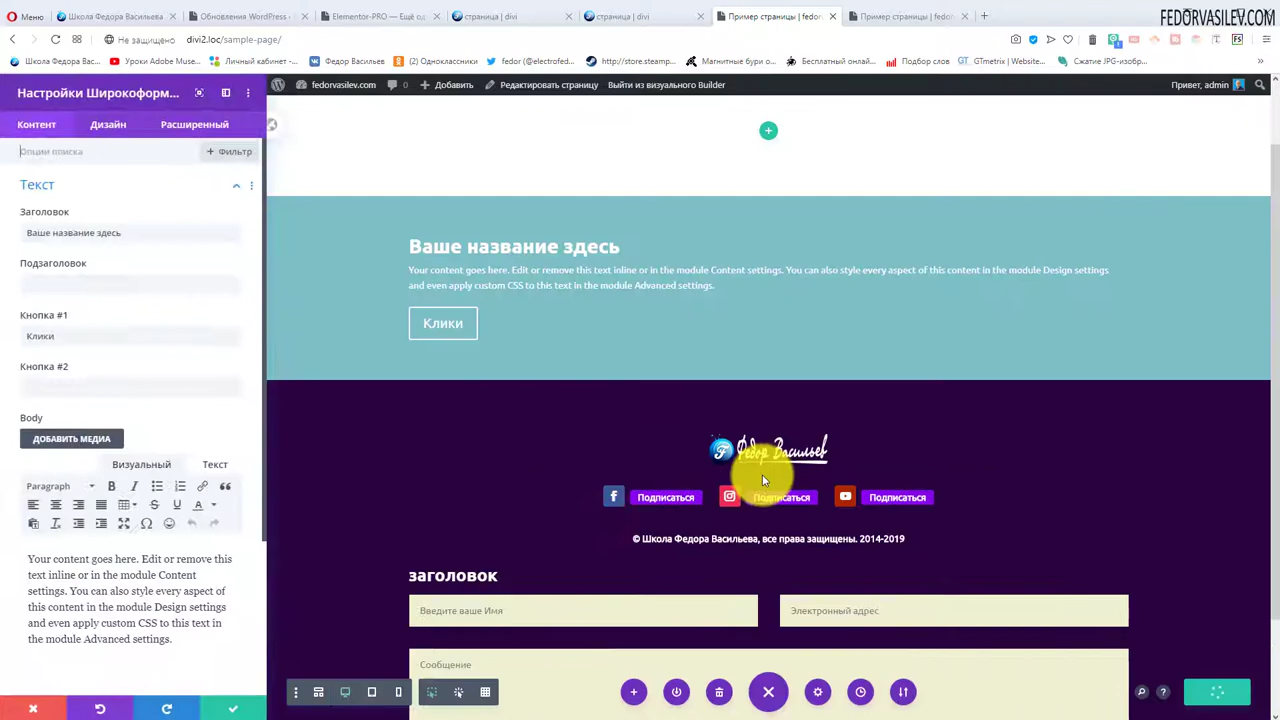 Меню
Школа Федора Васильева
Обновления WordPress
Elementor-PRO — Ещё од
страница | divi
страница | divi
Пример страницы | fedor
Пример страницы | fedor
FEDORVASILEV.COM
Не защищено
divi2.loc/sample-page/
Школа Федора Вас...
Уроки Adobe Muse...
Личный кабинет -...
Федор Васильев
(2) Одноклассники
fedor (@electrofed...
http://store.steamp...
Магнитные бури о...
Бесплатный онлай...
Подбор слов
GTmetrix | Website...
Сжатие JPG-изобр...
Настройки Широкоформ...
fedorvasilev.com
0
Добавить
Редактировать страницу
Выйти из визуального Builder
Привет, admin
Контент
Дизайн
Расширенный
Опции поиска
+ Фильтр
Текст
Заголовок
Ваше название здесь
Подзаголовок
Кнопка #1
Клики
Кнопка #2
Body
ДОБАВИТЬ МЕДИА
Визуальный
Текст
Paragraph
Your content goes here. Edit or remove this
text inline or in the module Content
settings. You can also style every aspect of
this content in the module Design settings
and even apply custom CSS to this text in
the module Advanced settings.
Ваше название здесь
Your content goes here. Edit or remove this text inline or in the module Content settings. You can also style every aspect of this content in the module Design settings
and even apply custom CSS to this text in the module Advanced settings.
Клики
Федор Васильев
Подписаться
Подписаться
Подписаться
© Школа Федора Васильева, все права защищены. 2014-2019
заголовок
Введите ваше Имя
Электронный адрес
Сообщение